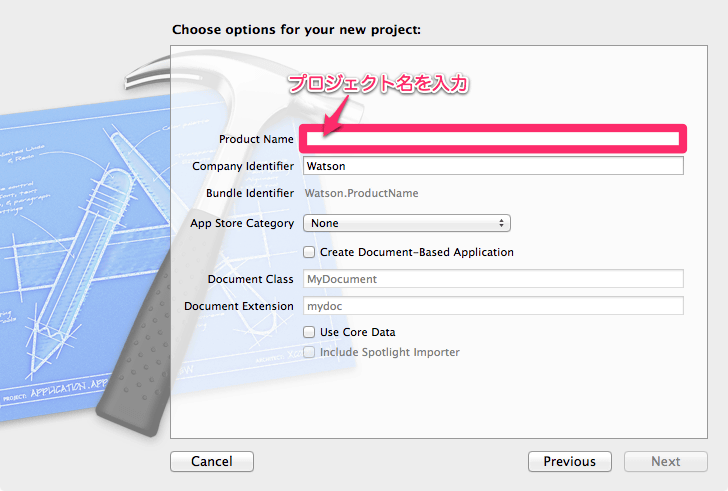 Choose options for your new project:
プロジェクト名を入力
Product Name
Company Identifier Watson
Bundle Identifier Watson.ProductName
App Store Category None
Create Document-Based Application
Document Class MyDocument
Document Extension mydoc
Use Core Data
Include Spotlight Importer
PROJECT: APPLICATION.APP
Cancel Previous Next